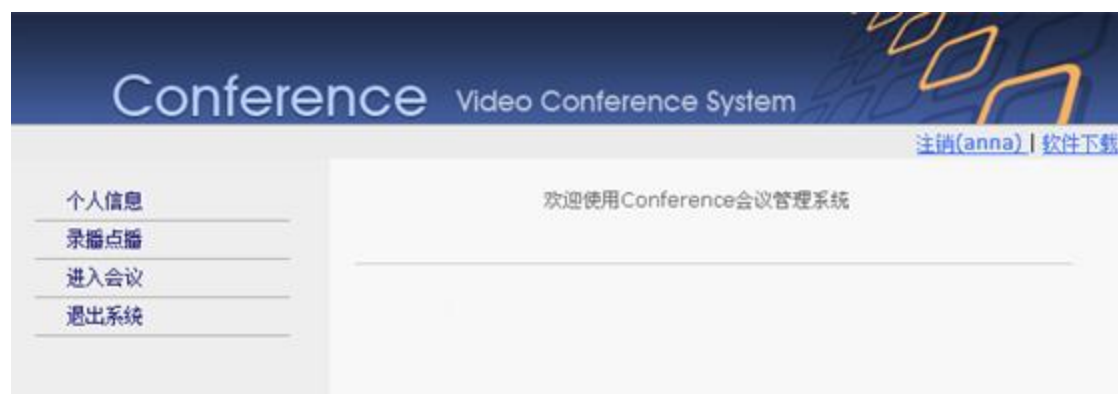 Conference Video Conference System
注销(anna) | 软件下载
个人信息
欢迎使用Conference会议管理系统
录播点播
进入会议
退出系统